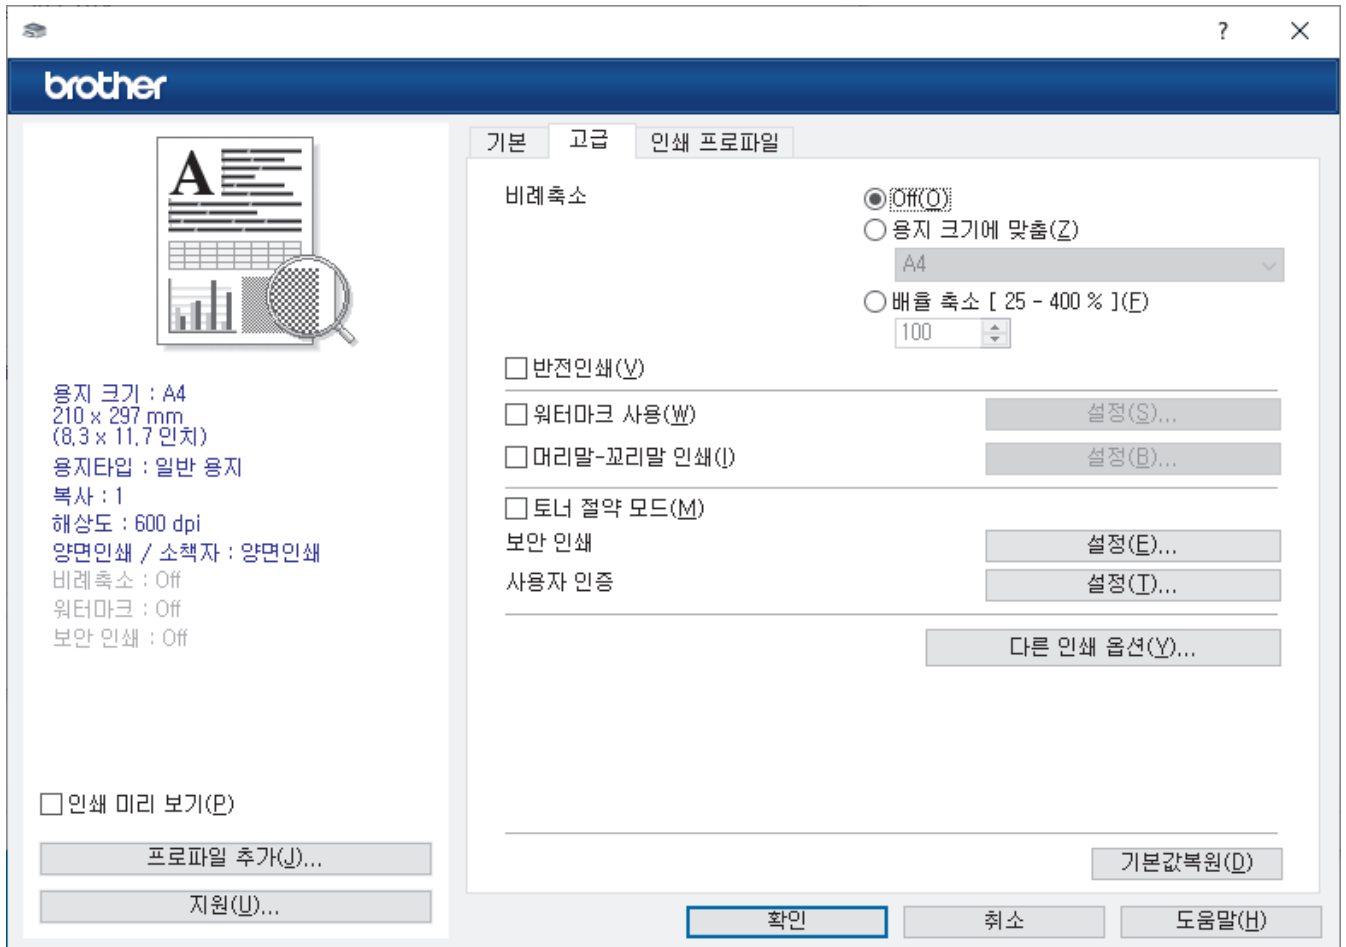 ?
brother
A
용지 크기 : A4
210 x 297 mm
(8.3 x 11.7 인치)
용지타입 : 일반 용지
복사 : 1
해상도 : 600 dpi
양면인쇄 / 소책자 : 양면인쇄
비례축소 : Off
워터마크 : Off
보안 인쇄 : Off
인쇄 미리 보기(P)
프로파일 추가(J)...
지원(U)...
기본 고급 인쇄 프로파일
비례축소 Off(O)
용지 크기에 맞춤(Z)
A4
배율 축소 [ 25 - 400 % ](F)
100
반전인쇄(V)
워터마크 사용(W) 설정(S)...
머리말-꼬리말 인쇄(I) 설정(B)...
토너 절약 모드(M)
보안 인쇄 설정(E)...
사용자 인증 설정(T)...
다른 인쇄 옵션(Y)...
기본값복원(D)
확인 취소 도움말(H)